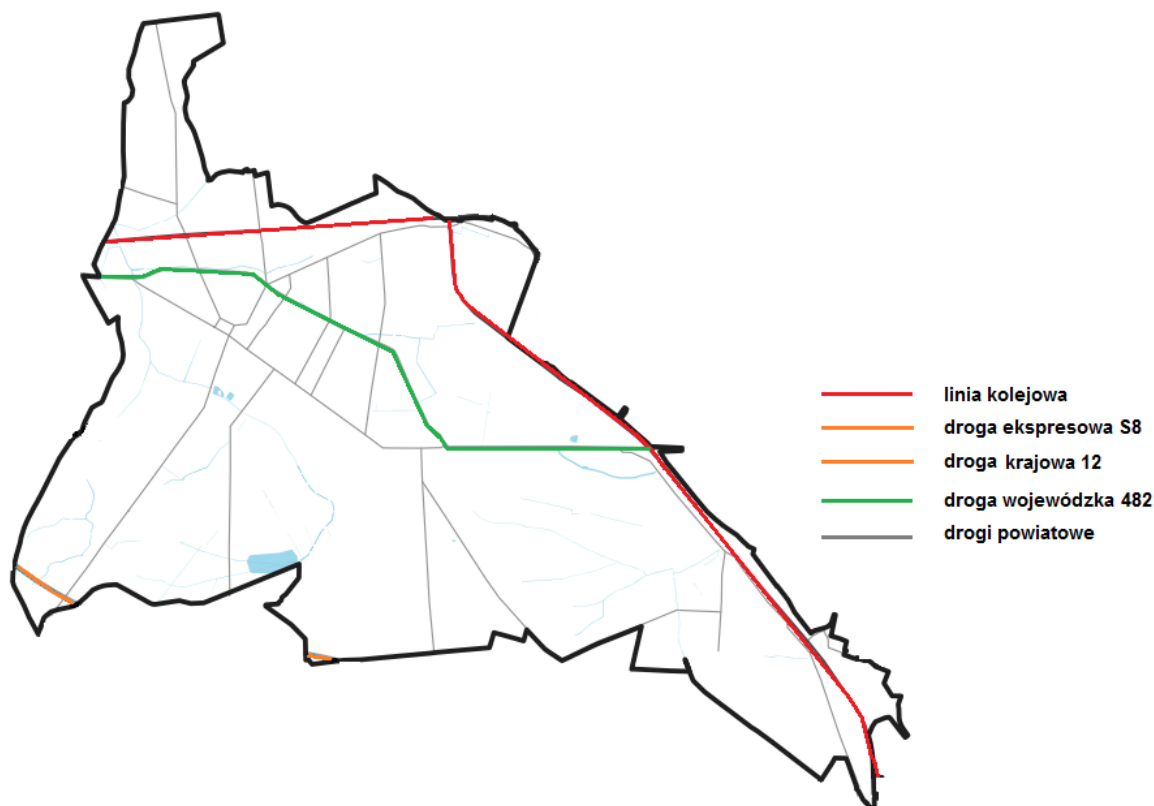 linia kolejowa
droga ekspresowa S8
droga krajowa 12
droga wojewódzka 482
drogi powiatowe